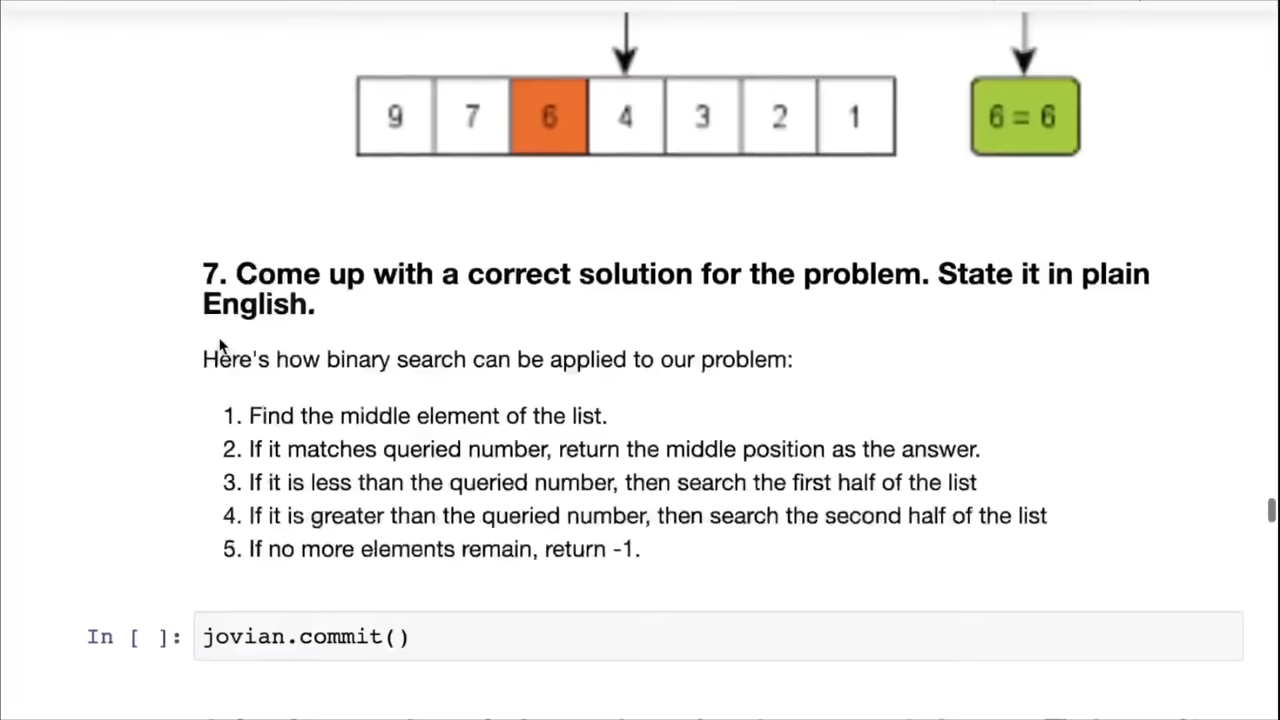 9 7 6 4 3 2 1 6 = 6
7. Come up with a correct solution for the problem. State it in plain
English.
Here's how binary search can be applied to our problem:
1. Find the middle element of the list.
2. If it matches queried number, return the middle position as the answer.
3. If it is less than the queried number, then search the first half of the list
4. If it is greater than the queried number, then search the second half of the list
5. If no more elements remain, return -1.
In [ ]: jovian.commit()